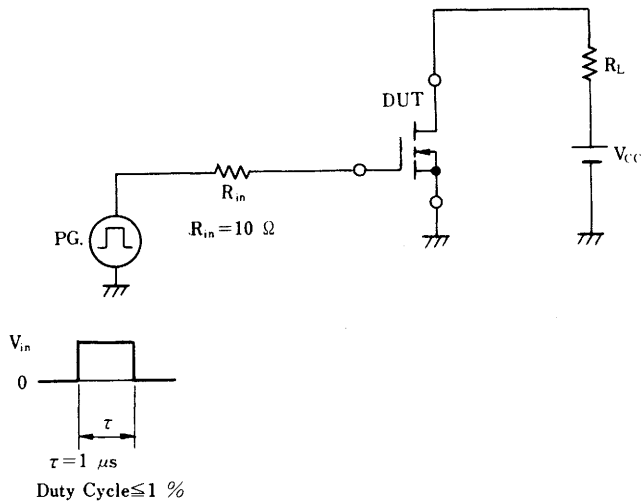 DUT
R_L
V_CC
R_in
R_in=10 Ω
PG.
V_in
0
τ
τ=1 μs
Duty Cycle≦1 %